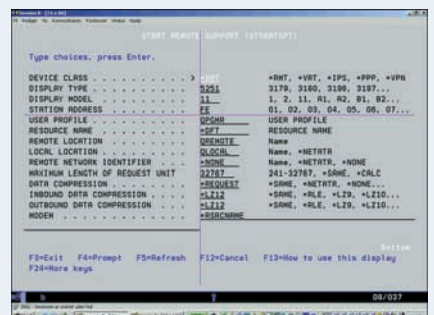 START REMOTE SUPPORT (STRRMTSPT)
Type choices, press Enter.
DEVICE CLASS . . . . . . . . . . > *RMT, *VRT, *IPS, *PPP, *VPN
DISPLAY TYPE . . . . . . . . . . 5251 3179, 3180, 3196, 3197...
DISPLAY MODEL . . . . . . . . . 11 1, 2, 11, A1, A2, B1, B2...
STATION ADDRESS . . . . . . . . FE 01, 02, 03, 04, 05, 06, 07...
USER PROFILE . . . . . . . . . . QPGMR USER PROFILE
RESOURCE NAME . . . . . . . . . *DFT RESOURCE NAME
REMOTE LOCATION . . . . . . . . QREMOTE Name
LOCAL LOCATION . . . . . . . . . QLOCAL Name, *NETATR
REMOTE NETWORK IDENTIFIER . . . *NONE Name, *NETATR, *NONE
MAXIMUM LENGTH OF REQUEST UNIT 32767 241-32767, *SAME, *CALC
DATA COMPRESSION . . . . . . . . *REQUEST *SAME, *NETATR, *NONE...
INBOUND DATA COMPRESSION . . . . *LZ12 *SAME, *RLE, *LZ9, *LZ10...
OUTBOUND DATA COMPRESSION . . . *LZ12 *SAME, *RLE, *LZ9, *LZ10...
MODEM . . . . . . . . . . . . . *RSRCNAME
Bottom
F3=Exit F4=Prompt F5=Refresh F12=Cancel F13=How to use this display
F24=More keys
b 08/037